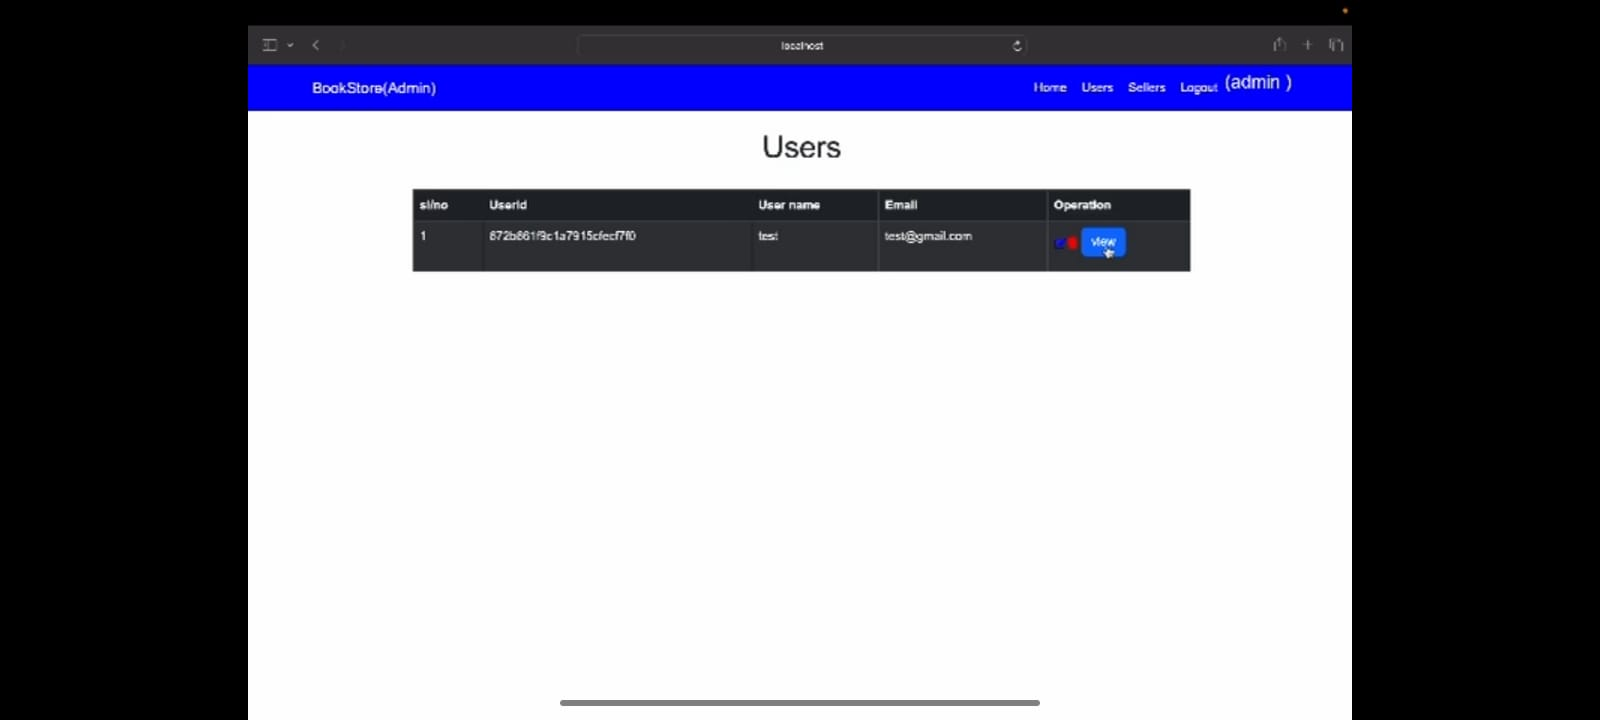 localhost
BookStore(Admin)
Home Users Sellers Logout (admin )
Users
sl/no UserId User name Email Operation
1 test test@gmail.com view